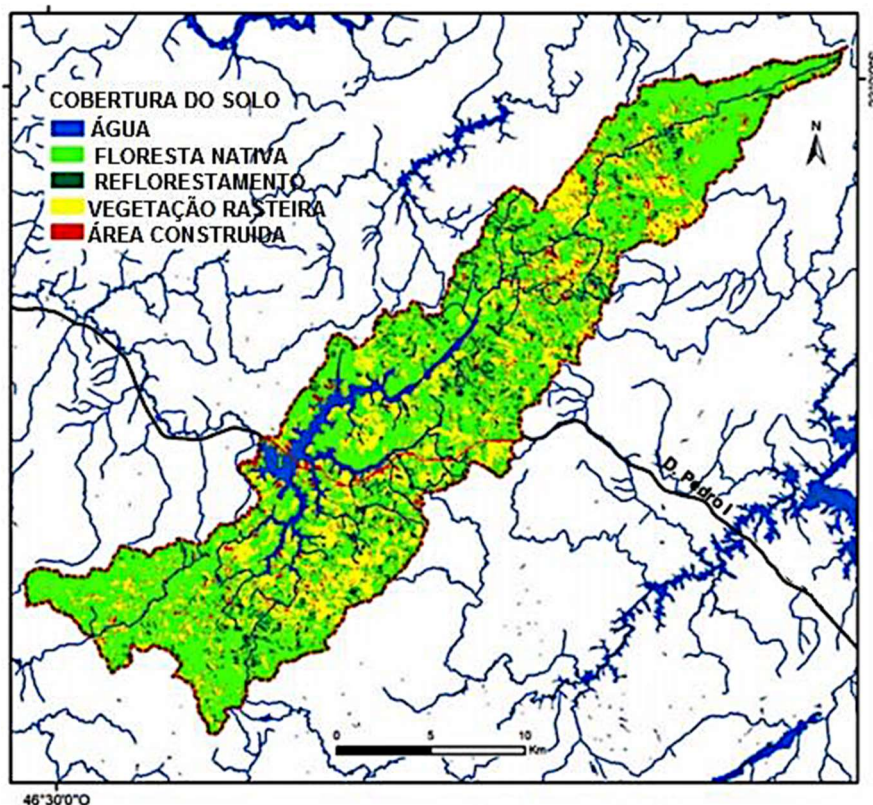 COBERTURA DO SOLO
ÁGUA
FLORESTA NATIVA
REFLORESTAMENTO
VEGETAÇÃO RASTEIRA
ÁREA CONSTRUIDA
N
D. Pedro I
0 5 10
Km
46°30'0"O